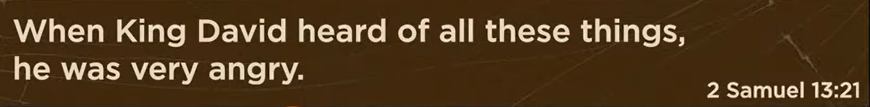 When King David heard of all these things,
he was very angry.
2 Samuel 13:21